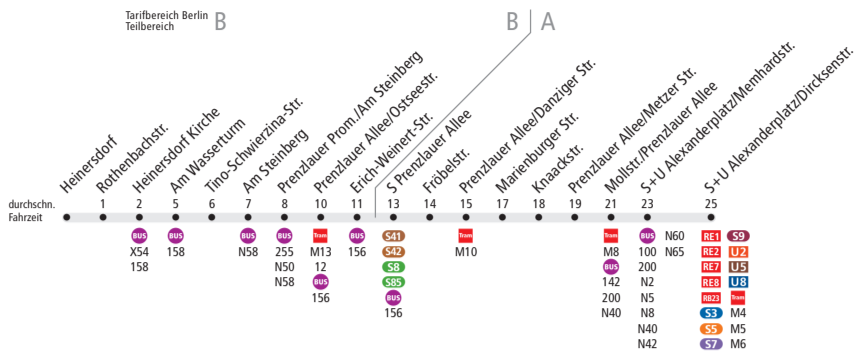 Tarifbereich Berlin
Teilbereich
B
B
A
Heinersdorf
Rothenbachstr.
Heinersdorf Kirche
Am Wasserturm
Tino-Schwierzina-Str.
Am Steinberg
Prenzlauer Prom./Am Steinberg
Prenzlauer Allee/Ostseestr.
Erich-Weinert-Str.
S Prenzlauer Allee
Fröbelstr.
Prenzlauer Allee/Danziger Str.
Marienburger Str.
Knaackstr.
Prenzlauer Allee/Metzer Str.
Mollstr./Prenzlauer Allee
S+U Alexanderplatz/Memhardstr.
S+U Alexanderplatz/Dircksenstr.
durchschn.
Fahrzeit
1 2 5 6 7 8 10 11 13 14 15 17 18 19 21 23 25
BUS
X54
158
BUS
158
BUS
N58
BUS
255
N50
N58
Tram
M13
12
BUS
156
BUS
156
S41
S42
S8
S85
BUS
156
Tram
M10
Tram
M8
BUS
142
200
N40
BUS
100
200
N2
N5
N8
N40
N42
N60
N65
RE1
RE2
RE7
RE8
RB23
S3
S5
S7
S9
U2
U5
U8
Tram
M4
M5
M6